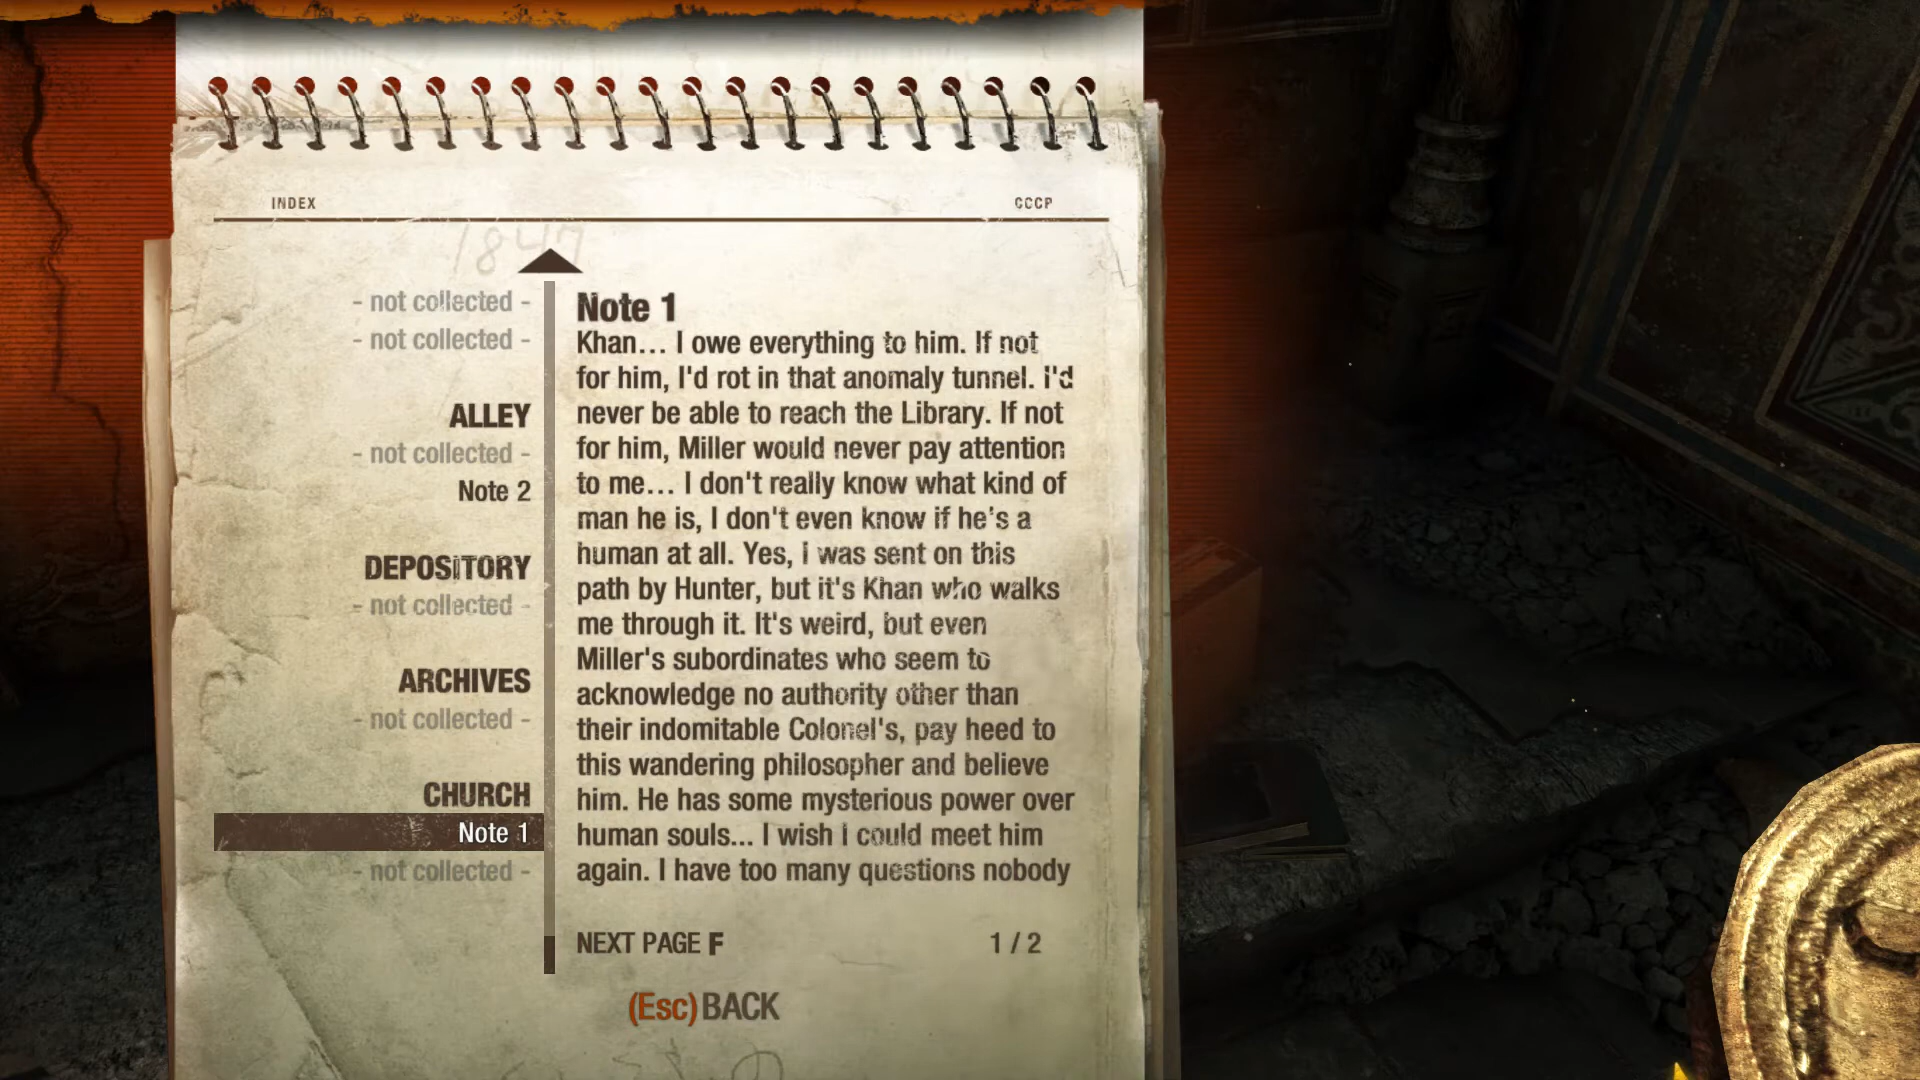 INDEX
CCCP
1847
- not collected -
- not collected -
ALLEY
- not collected -
Note 2
DEPOSITORY
- not collected -
ARCHIVES
- not collected -
CHURCH
Note 1
- not collected -
Note 1
Khan... I owe everything to him. If not
for him, I'd rot in that anomaly tunnel. I'd
never be able to reach the Library. If not
for him, Miller would never pay attention
to me... I don't really know what kind of
man he is, I don't even know if he's a
human at all. Yes, I was sent on this
path by Hunter, but it's Khan who walks
me through it. It's weird, but even
Miller's subordinates who seem to
acknowledge no authority other than
their indomitable Colonel's, pay heed to
this wandering philosopher and believe
him. He has some mysterious power over
human souls... I wish I could meet him
again. I have too many questions nobody
NEXT PAGE F
1 / 2
(Esc) BACK